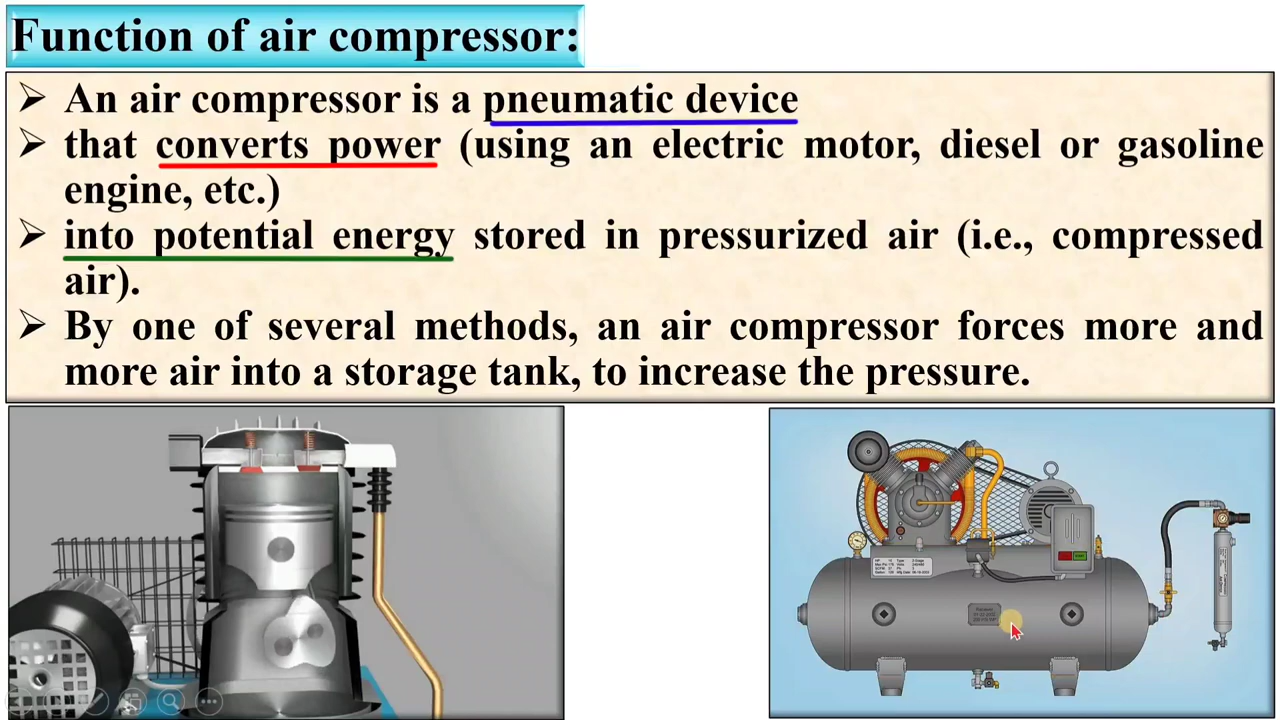 Function of air compressor:
➢ An air compressor is a pneumatic device
➢ that converts power (using an electric motor, diesel or gasoline
engine, etc.)
➢ into potential energy stored in pressurized air (i.e., compressed
air).
➢ By one of several methods, an air compressor forces more and
more air into a storage tank, to increase the pressure.